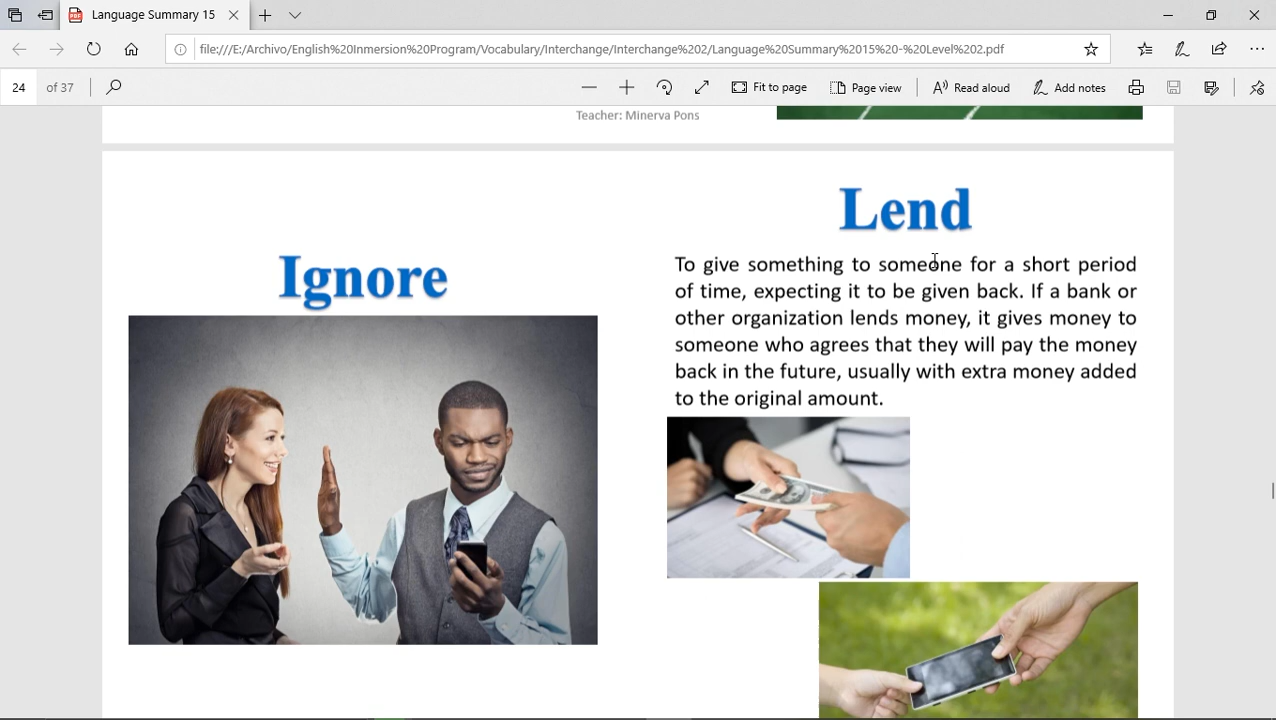 Language Summary 15
file:///E:/Archivo/English%20Inmersion%20Program/Vocabulary/Interchange/Interchange%202/Language%20Summary%2015%20-%20Level%202.pdf
24 of 37
Fit to page
Page view
Read aloud
Add notes
Teacher: Minerva Pons
Ignore
Lend
To give something to someone for a short period
of time, expecting it to be given back. If a bank or
other organization lends money, it gives money to
someone who agrees that they will pay the money
back in the future, usually with extra money added
to the original amount.